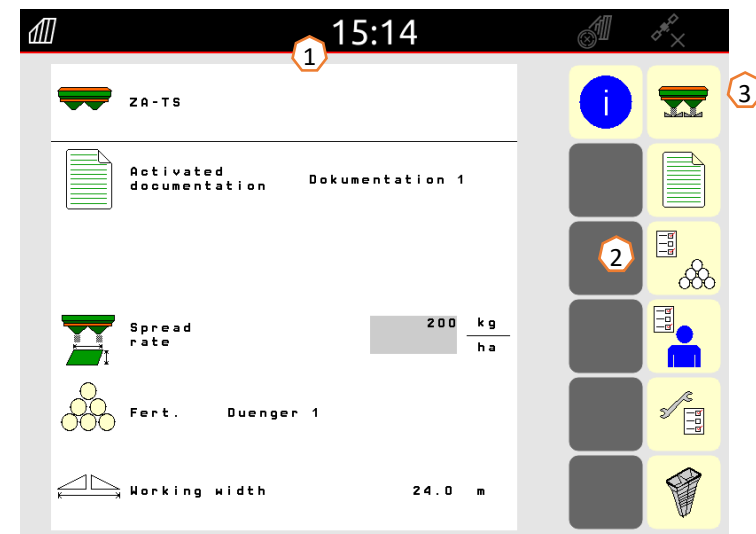 15:14
1
ZA-TS
i
3
Activated
documentation Dokumentation 1
2
Spread
rate 200 kg
ha
Fert. Duenger 1
Working width 24.0 m